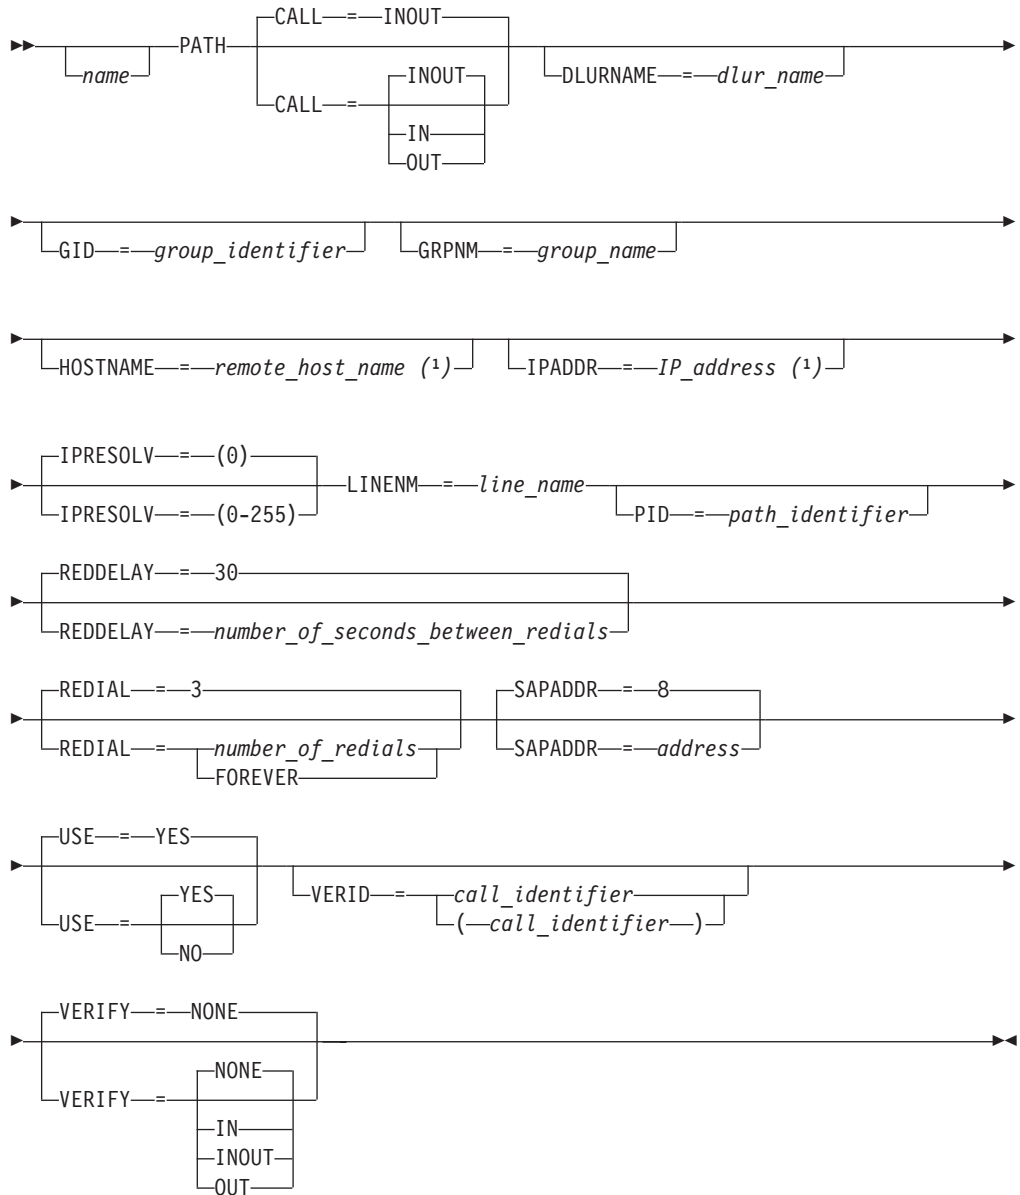 CALL = INOUT
name PATH DLURNAME = dlur_name
INOUT
CALL =
IN
OUT
GID = group_identifier GRPNM = group_name
HOSTNAME = remote_host_name (1) IPADDR = IP_address (1)
IPRESOLV = (0)
LINENM = line_name
IPRESOLV = (0-255) PID = path_identifier
REDDELAY = 30
REDDELAY = number_of_seconds_between_redials
REDIAL = 3 SAPADDR = 8
REDIAL = number_of_redials SAPADDR = address
FOREVER
USE = YES
YES VERID = call_identifier
USE = ( call_identifier )
NO
VERIFY = NONE
NONE
VERIFY =
IN
INOUT
OUT